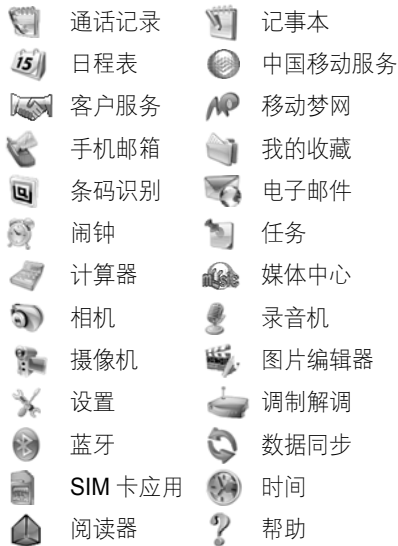 通话记录 记事本
15 日程表 中国移动服务
客户服务 移动梦网
手机邮箱 我的收藏
条码识别 电子邮件
闹钟 任务
计算器 music 媒体中心
相机 录音机
摄像机 图片编辑器
设置 调制解调
蓝牙 数据同步
SIM 卡应用 时间
阅读器 ? 帮助